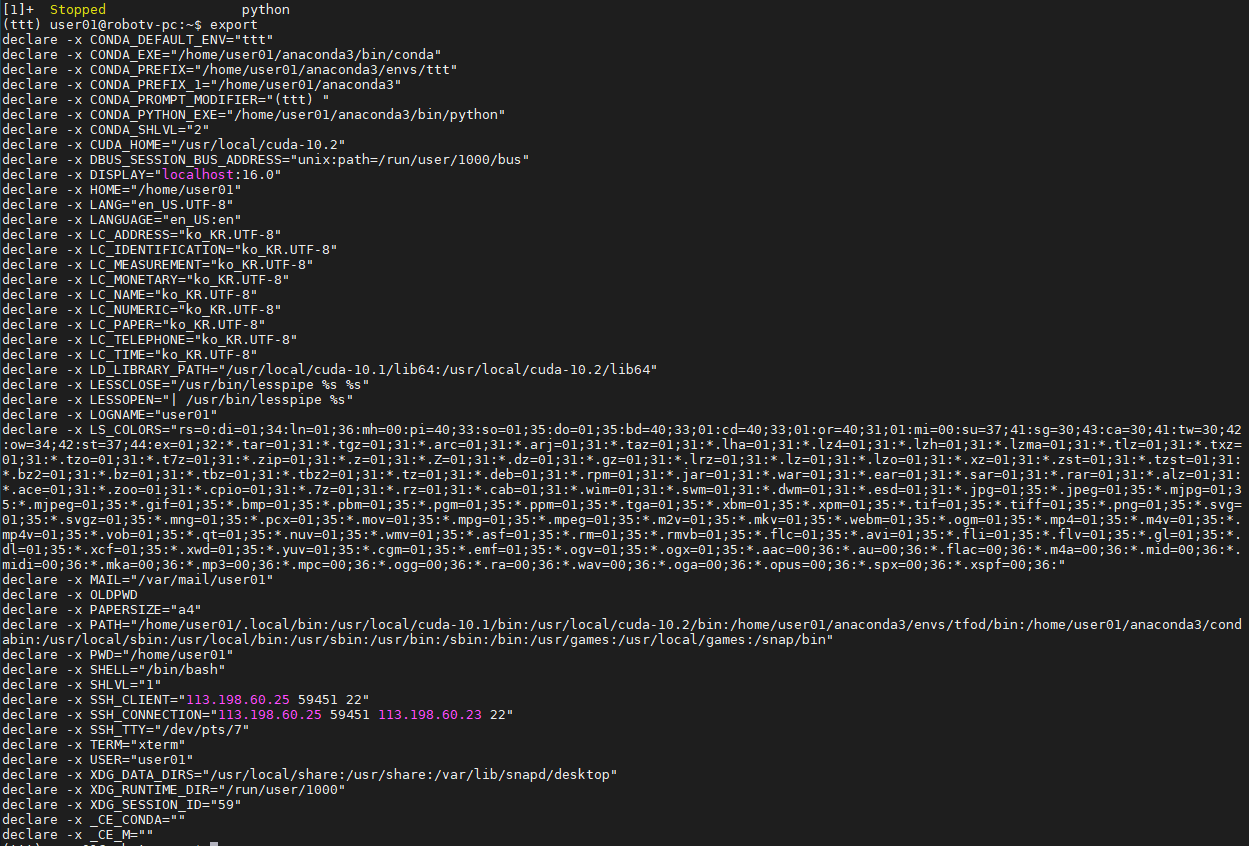 [1]+  Stopped                 python
(ttt) user01@robotv-pc:~$ export
declare -x CONDA_DEFAULT_ENV="ttt"
declare -x CONDA_EXE="/home/user01/anaconda3/bin/conda"
declare -x CONDA_PREFIX="/home/user01/anaconda3/envs/ttt"
declare -x CONDA_PREFIX_1="/home/user01/anaconda3"
declare -x CONDA_PROMPT_MODIFIER="(ttt) "
declare -x CONDA_PYTHON_EXE="/home/user01/anaconda3/bin/python"
declare -x CONDA_SHLVL="2"
declare -x CUDA_HOME="/usr/local/cuda-10.2"
declare -x DBUS_SESSION_BUS_ADDRESS="unix:path=/run/user/1000/bus"
declare -x DISPLAY="localhost:16.0"
declare -x HOME="/home/user01"
declare -x LANG="en_US.UTF-8"
declare -x LANGUAGE="en_US:en"
declare -x LC_ADDRESS="ko_KR.UTF-8"
declare -x LC_IDENTIFICATION="ko_KR.UTF-8"
declare -x LC_MEASUREMENT="ko_KR.UTF-8"
declare -x LC_MONETARY="ko_KR.UTF-8"
declare -x LC_NAME="ko_KR.UTF-8"
declare -x LC_NUMERIC="ko_KR.UTF-8"
declare -x LC_PAPER="ko_KR.UTF-8"
declare -x LC_TELEPHONE="ko_KR.UTF-8"
declare -x LC_TIME="ko_KR.UTF-8"
declare -x LD_LIBRARY_PATH="/usr/local/cuda-10.1/lib64:/usr/local/cuda-10.2/lib64"
declare -x LESSCLOSE="/usr/bin/lesspipe %s %s"
declare -x LESSOPEN="| /usr/bin/lesspipe %s"
declare -x LOGNAME="user01"
declare -x LS_COLORS="rs=0:di=01;34:ln=01;36:mh=00:pi=40;33:so=01;35:do=01;35:bd=40;33;01:cd=40;33;01:or=40;31;01:mi=00:su=37;41:sg=30;43:ca=30;41:tw=30;42
:ow=34;42:st=37;44:ex=01;32:*.tar=01;31:*.tgz=01;31:*.arc=01;31:*.arj=01;31:*.taz=01;31:*.lha=01;31:*.lz4=01;31:*.lzh=01;31:*.lzma=01;31:*.tlz=01;31:*.txz=
01;31:*.tzo=01;31:*.t7z=01;31:*.zip=01;31:*.z=01;31:*.Z=01;31:*.dz=01;31:*.gz=01;31:*.lrz=01;31:*.lz=01;31:*.lzo=01;31:*.xz=01;31:*.zst=01;31:*.tzst=01;31:
*.bz2=01;31:*.bz=01;31:*.tbz=01;31:*.tbz2=01;31:*.tz=01;31:*.deb=01;31:*.rpm=01;31:*.jar=01;31:*.war=01;31:*.ear=01;31:*.sar=01;31:*.rar=01;31:*.alz=01;31:
*.ace=01;31:*.zoo=01;31:*.cpio=01;31:*.7z=01;31:*.rz=01;31:*.cab=01;31:*.wim=01;31:*.swm=01;31:*.dwm=01;31:*.esd=01;31:*.jpg=01;35:*.jpeg=01;35:*.mjpg=01;3
5:*.mjpeg=01;35:*.gif=01;35:*.bmp=01;35:*.pbm=01;35:*.pgm=01;35:*.ppm=01;35:*.tga=01;35:*.xbm=01;35:*.xpm=01;35:*.tif=01;35:*.tiff=01;35:*.png=01;35:*.svg=
01;35:*.svgz=01;35:*.mng=01;35:*.pcx=01;35:*.mov=01;35:*.mpg=01;35:*.mpeg=01;35:*.m2v=01;35:*.mkv=01;35:*.webm=01;35:*.ogm=01;35:*.mp4=01;35:*.m4v=01;35:*.
mp4v=01;35:*.vob=01;35:*.qt=01;35:*.nuv=01;35:*.wmv=01;35:*.asf=01;35:*.rm=01;35:*.rmvb=01;35:*.flc=01;35:*.avi=01;35:*.fli=01;35:*.flv=01;35:*.gl=01;35:*.
dl=01;35:*.xcf=01;35:*.xwd=01;35:*.yuv=01;35:*.cgm=01;35:*.emf=01;35:*.ogv=01;35:*.ogx=01;35:*.aac=00;36:*.au=00;36:*.flac=00;36:*.m4a=00;36:*.mid=00;36:*.
midi=00;36:*.mka=00;36:*.mp3=00;36:*.mpc=00;36:*.ogg=00;36:*.ra=00;36:*.wav=00;36:*.oga=00;36:*.opus=00;36:*.spx=00;36:*.xspf=00;36:"
declare -x MAIL="/var/mail/user01"
declare -x OLDPWD
declare -x PAPERSIZE="a4"
declare -x PATH="/home/user01/.local/bin:/usr/local/cuda-10.1/bin:/usr/local/cuda-10.2/bin:/home/user01/anaconda3/envs/tfod/bin:/home/user01/anaconda3/cond
abin:/usr/local/sbin:/usr/local/bin:/usr/sbin:/usr/bin:/sbin:/bin:/usr/games:/usr/local/games:/snap/bin"
declare -x PWD="/home/user01"
declare -x SHELL="/bin/bash"
declare -x SHLVL="1"
declare -x SSH_CLIENT="113.198.60.25 59451 22"
declare -x SSH_CONNECTION="113.198.60.25 59451 113.198.60.23 22"
declare -x SSH_TTY="/dev/pts/7"
declare -x TERM="xterm"
declare -x USER="user01"
declare -x XDG_DATA_DIRS="/usr/local/share:/usr/share:/var/lib/snapd/desktop"
declare -x XDG_RUNTIME_DIR="/run/user/1000"
declare -x XDG_SESSION_ID="59"
declare -x _CE_CONDA=""
declare -x _CE_M=""